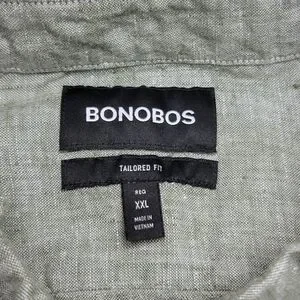 BONOBOS
TAILORED FIT
REG
XXL
MADE IN
VIETNAM